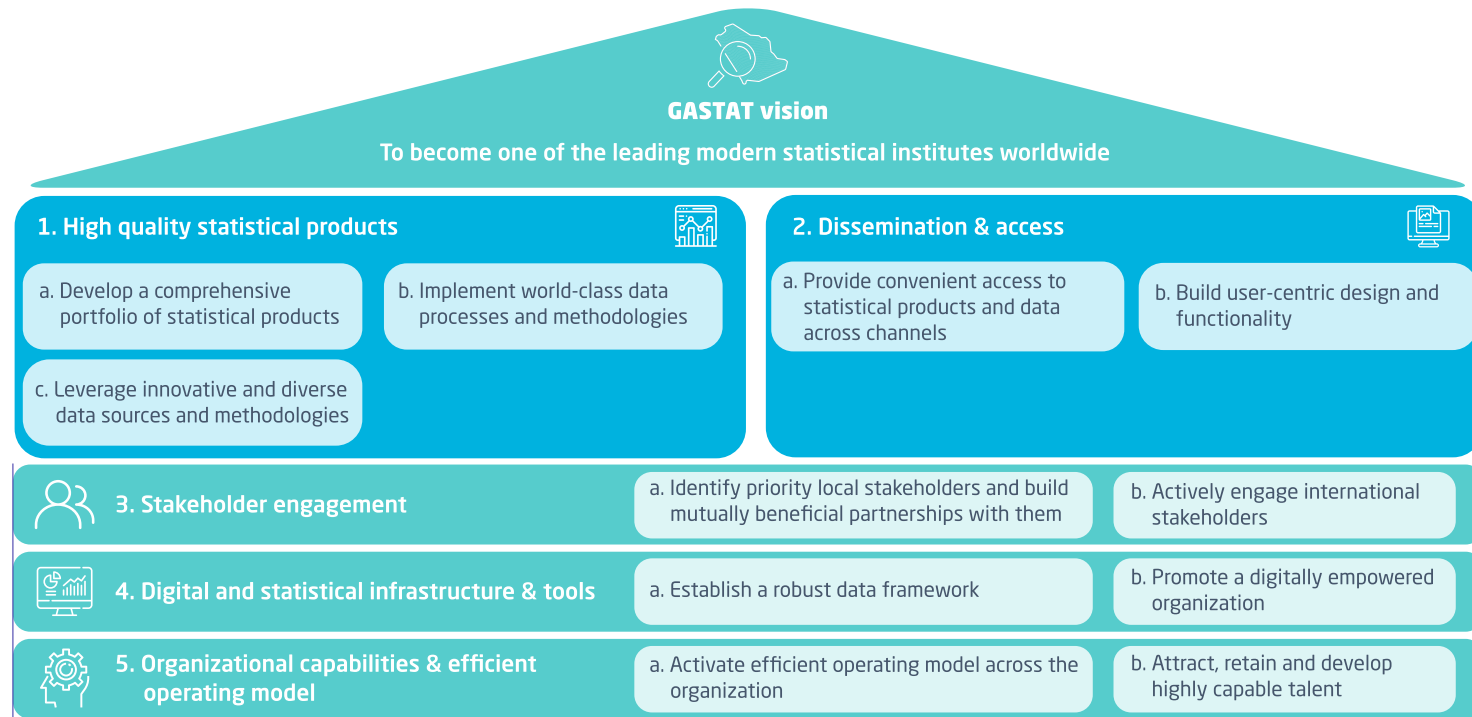 GASTAT vision
To become one of the leading modern statistical institutes worldwide
1. High quality statistical products
a. Develop a comprehensive
portfolio of statistical products
b. Implement world-class data
processes and methodologies
c. Leverage innovative and diverse
data sources and methodologies
2. Dissemination & access
a. Provide convenient access to
statistical products and data
across channels
b. Build user-centric design and
functionality
3. Stakeholder engagement
a. Identify priority local stakeholders and build
mutually beneficial partnerships with them
b. Actively engage international
stakeholders
4. Digital and statistical infrastructure & tools
a. Establish a robust data framework
b. Promote a digitally empowered
organization
5. Organizational capabilities & efficient
operating model
a. Activate efficient operating model across the
organization
b. Attract, retain and develop
highly capable talent